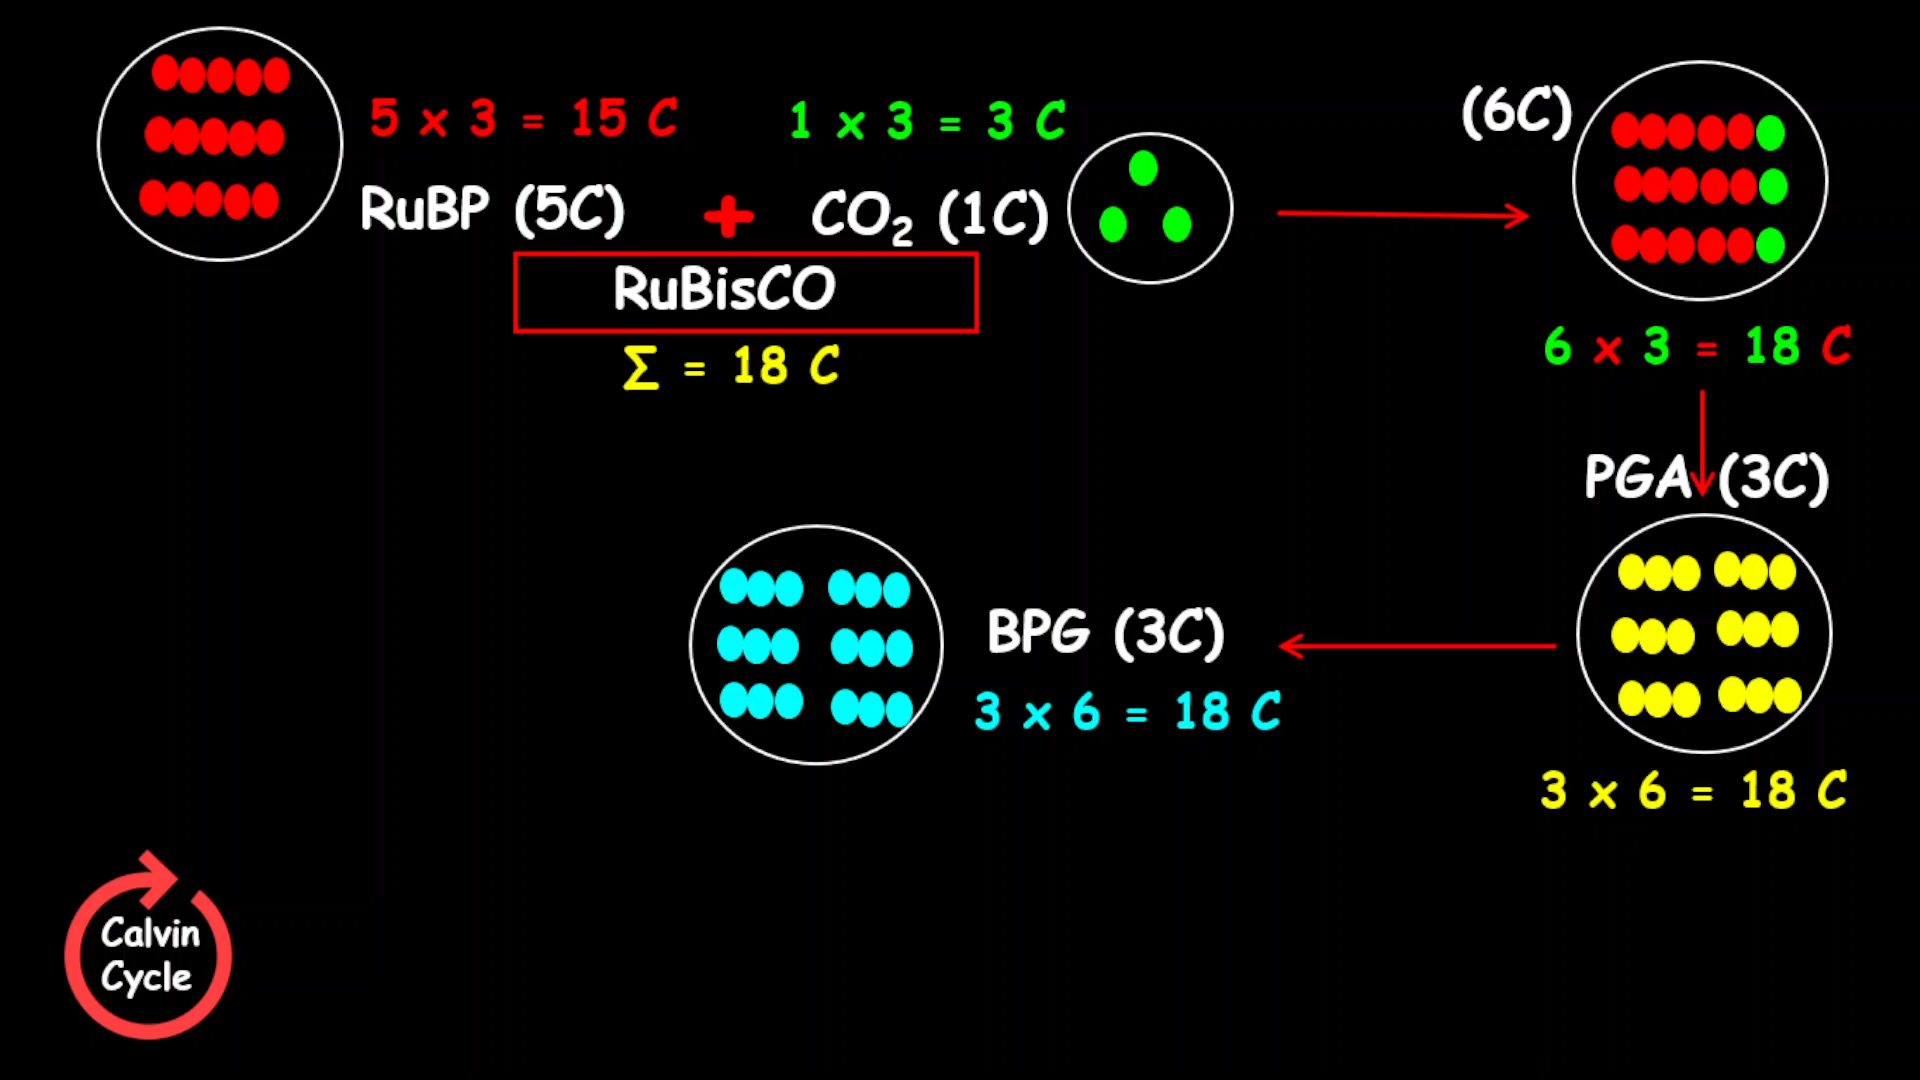 5 x 3 = 15 C
1 x 3 = 3 C
RuBP (5C) + CO₂ (1C)
RuBisCO
Σ = 18 C
(6C)
6 x 3 = 18 C
PGA (3C)
3 x 6 = 18 C
BPG (3C)
3 x 6 = 18 C
Calvin
Cycle